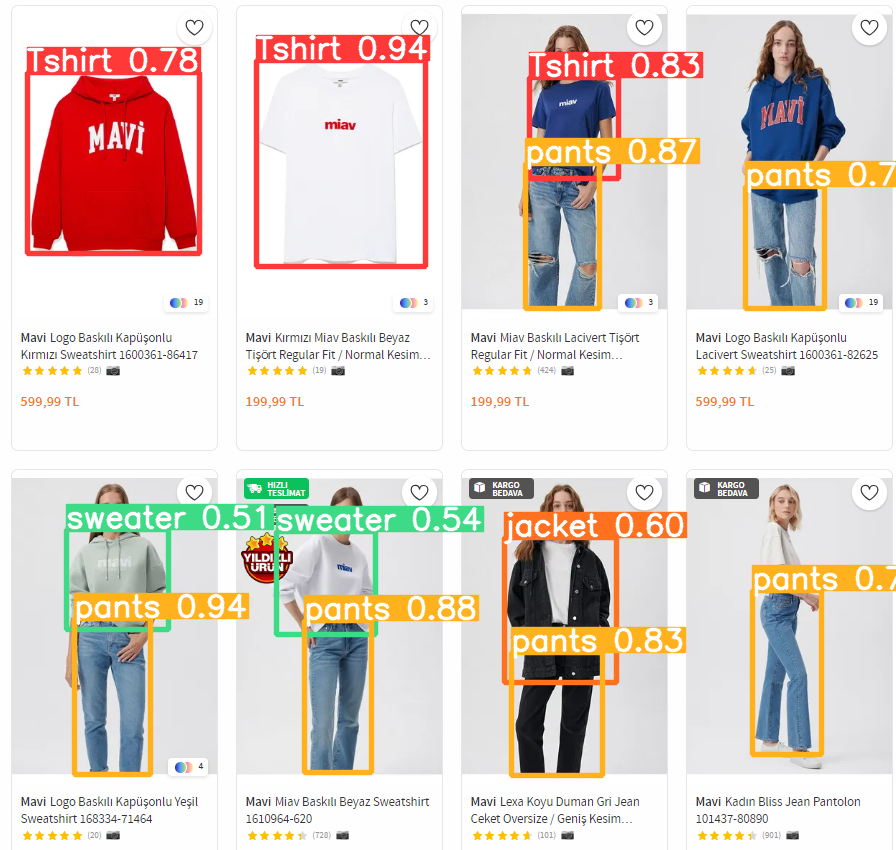 Tshirt 0.78
MAVİ
19
Mavi Logo Baskılı Kapüşonlu
Kırmızı Sweatshirt 1600361-86417
(28)
599,99 TL
Tshirt 0.94
miav
3
Mavi Kırmızı Miav Baskılı Beyaz
Tişört Regular Fit / Normal Kesim...
(19)
199,99 TL
Tshirt 0.83
miav
pants 0.87
3
Mavi Miav Baskılı Lacivert Tişört
Regular Fit / Normal Kesim...
(424)
199,99 TL
MAVİ
pants 0.7
19
Mavi Logo Baskılı Kapüşonlu
Lacivert Sweatshirt 1600361-82625
(25)
599,99 TL
sweater 0.51
mavi
pants 0.94
4
Mavi Logo Baskılı Kapüşonlu Yeşil
Sweatshirt 168334-71464
(20)
HIZLI
TESLİMAT
sweater 0.54
YILDIZLI
ÜRÜN
miav
pants 0.88
Mavi Miav Baskılı Beyaz Sweatshirt
1610964-620
(728)
KARGO
BEDAVA
jacket 0.60
pants 0.83
Mavi Lexa Koyu Duman Gri Jean
Ceket Oversize / Geniş Kesim...
(101)
KARGO
BEDAVA
pants 0.7
Mavi Kadın Bliss Jean Pantolon
101437-80890
(901)